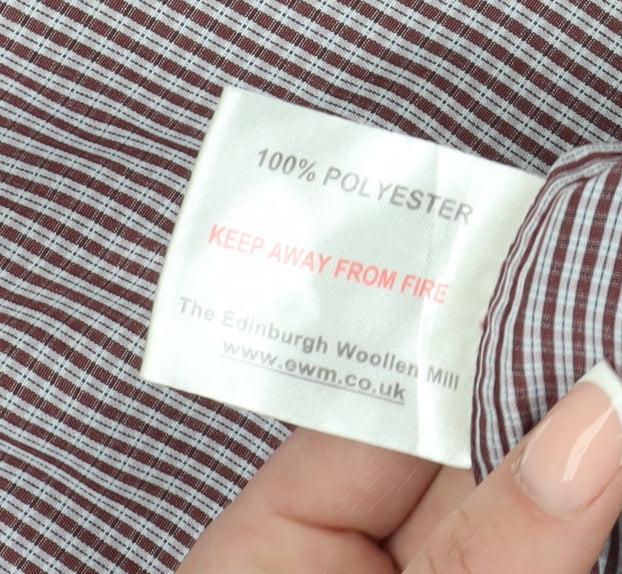 100% POLYESTER
KEEP AWAY FROM FIRE
The Edinburgh Woollen Mill
www.ewm.co.uk